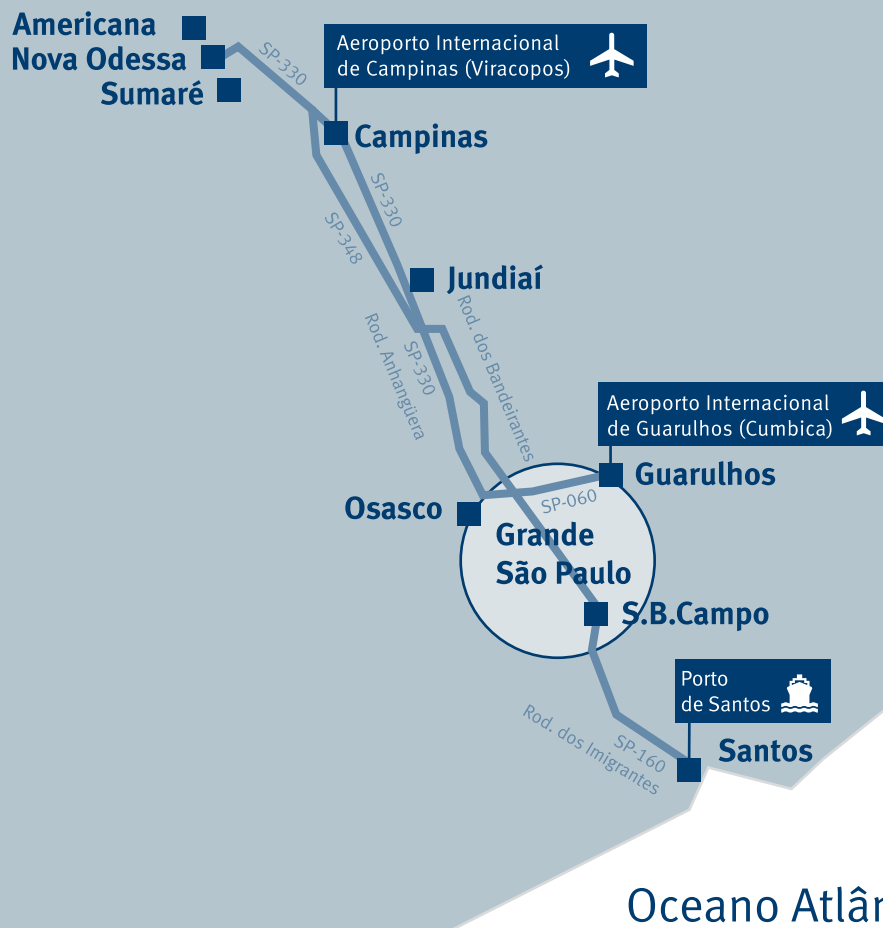 Americana
Nova Odessa
Sumaré
SP-330
Aeroporto Internacional
de Campinas (Viracopos)
Campinas
SP-330
SP-348
Jundiaí
Rod. dos Bandeirantes
Rod. Anhangüera
SP-330
Aeroporto Internacional
de Guarulhos (Cumbica)
Guarulhos
SP-060
Osasco
Grande
São Paulo
S.B.Campo
Porto
de Santos
Santos
SP-160
Rod. dos Imigrantes
Oceano Atlân